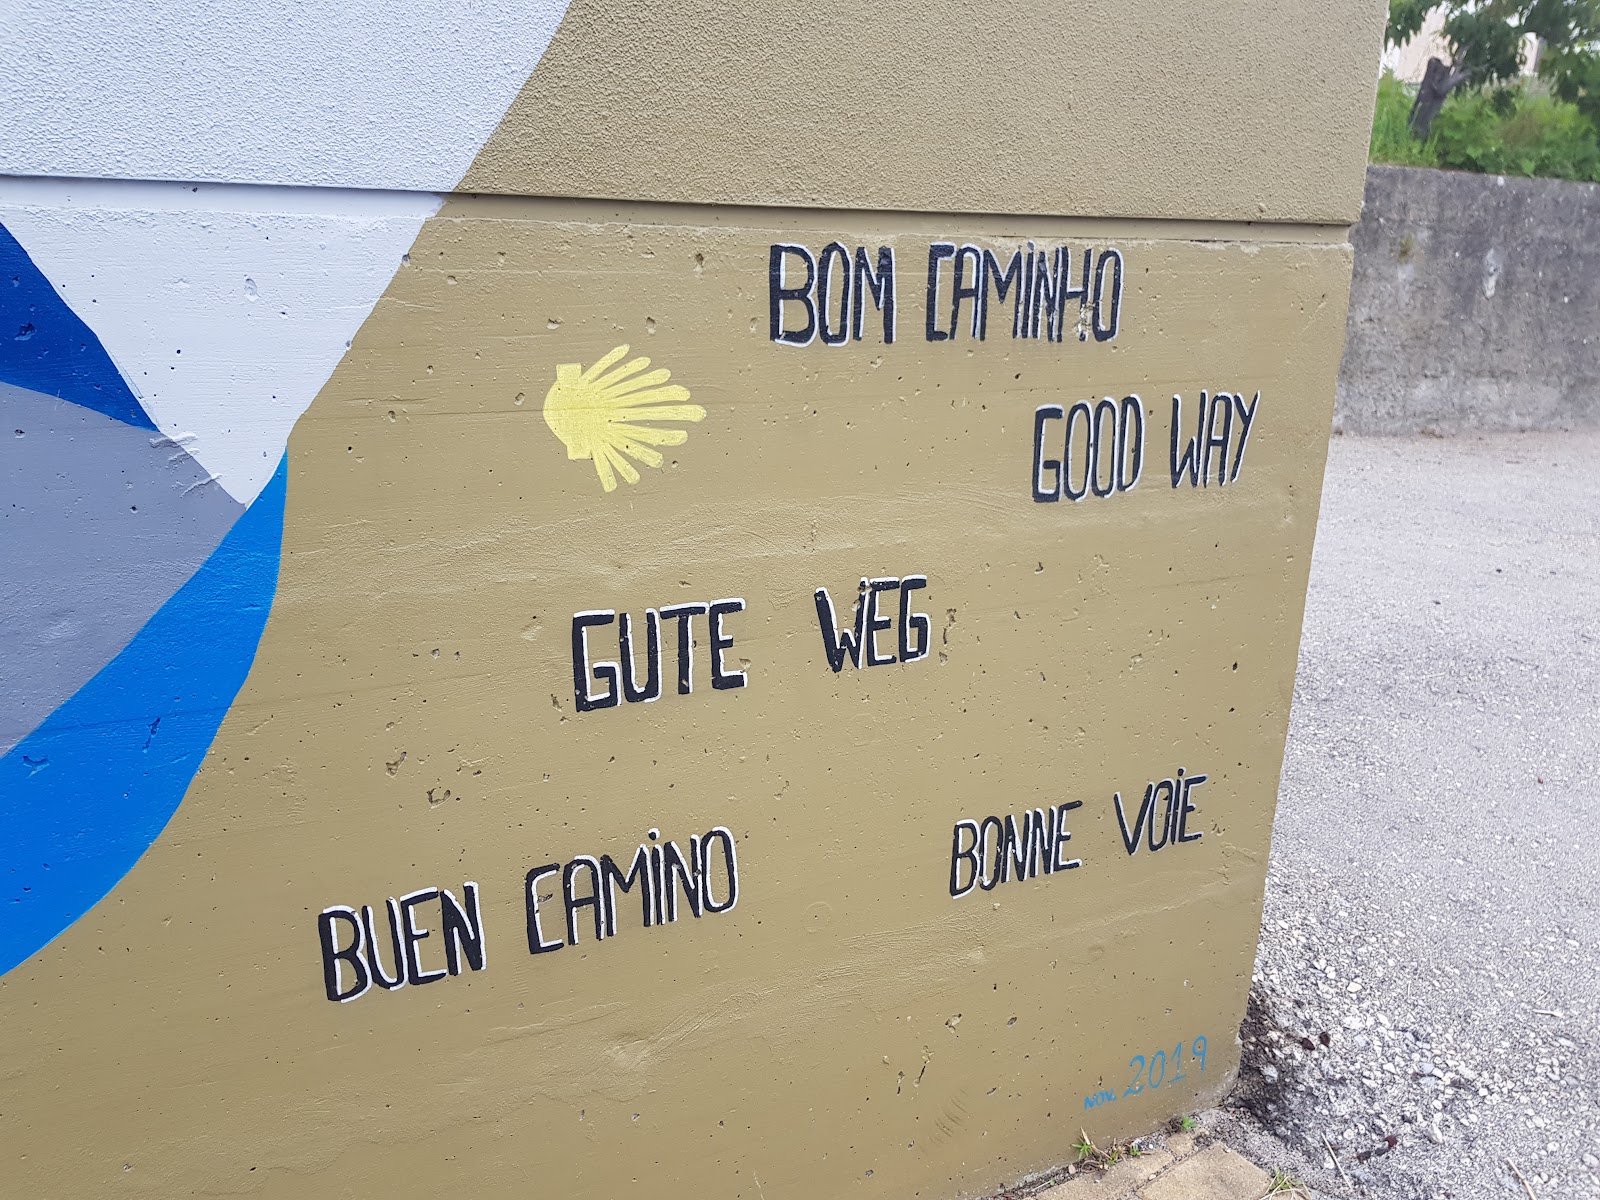 BOM CAMINHO
GOOD WAY
GUTE WEG
BUEN CAMINO
BONNE VOIE
NOV. 2019